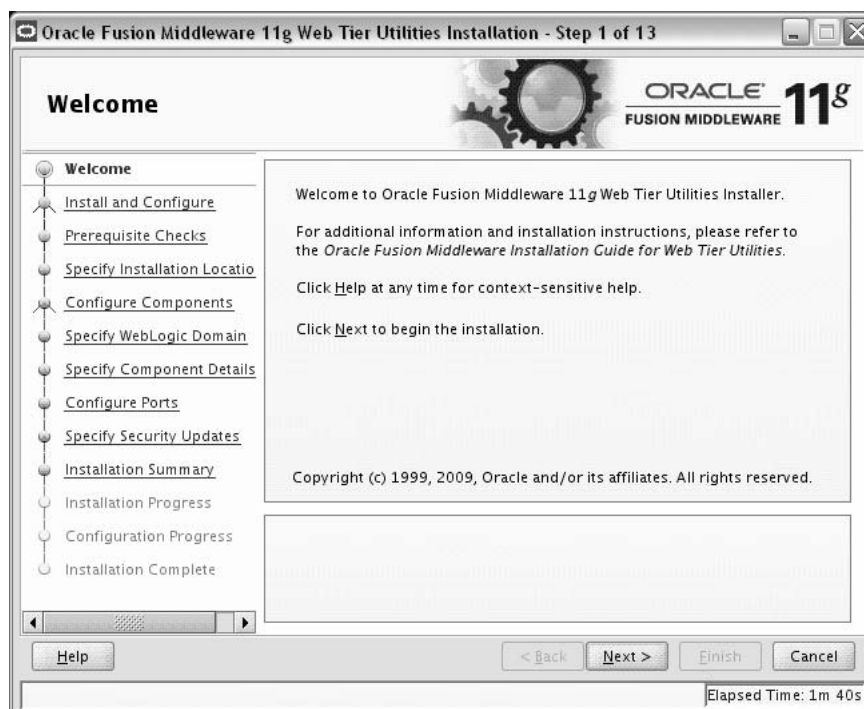 Oracle Fusion Middleware 11g Web Tier Utilities Installation - Step 1 of 13
Welcome
ORACLE 11g
FUSION MIDDLEWARE
Welcome
Install and Configure
Prerequisite Checks
Specify Installation Locatio
Configure Components
Specify WebLogic Domain
Specify Component Details
Configure Ports
Specify Security Updates
Installation Summary
Installation Progress
Configuration Progress
Installation Complete
Welcome to Oracle Fusion Middleware 11g Web Tier Utilities Installer.
For additional information and installation instructions, please refer to
the Oracle Fusion Middleware Installation Guide for Web Tier Utilities.
Click Help at any time for context-sensitive help.
Click Next to begin the installation.
Copyright (c) 1999, 2009, Oracle and/or its affiliates. All rights reserved.
Help
< Back
Next >
Finish
Cancel
Elapsed Time: 1m 40s